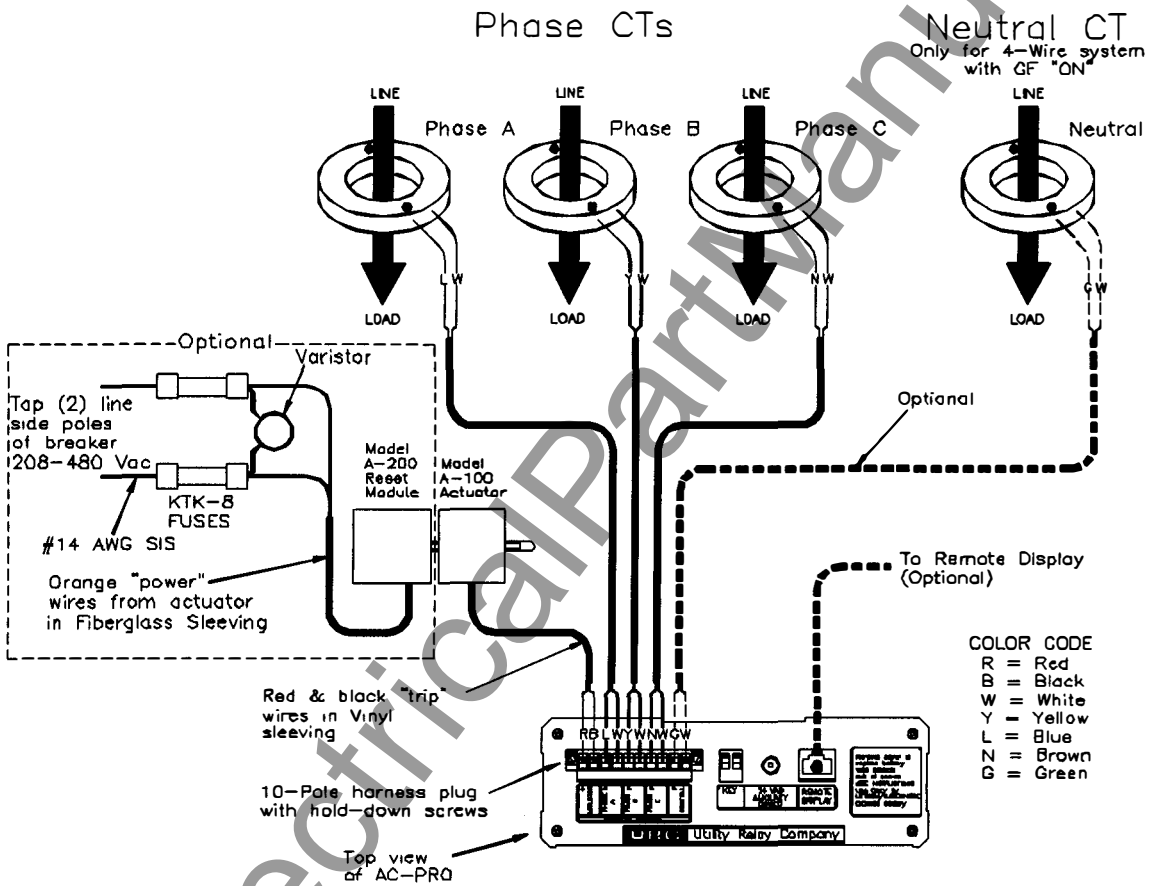 Phase CTs
Neutral CT
Only for 4-Wire system
with GF "ON"
LINE
LINE
LINE
LINE
Phase A
Phase B
Phase C
Neutral
L W
Y W
N W
G W
LOAD
LOAD
LOAD
LOAD
Optional
Varistor
Tap (2) line
side poles
of breaker
208-480 Vac
KTK-8
FUSES
#14 AWG SIS
Model
A-200
Reset
Module
Model
A-100
Actuator
Optional
Orange "power"
wires from actuator
in Fiberglass Sleeving
To Remote Display
(Optional)
Red & black "trip"
wires in Vinyl
sleeving
COLOR CODE
R = Red
B = Black
W = White
Y = Yellow
L = Blue
N = Brown
G = Green
R B L W Y W N W G W
10-Pole harness plug
with hold-down screws
KEY
REMOTE
DISPLAY
Utility Relay Company
Top view
of AC-PRO
ElectricalPartManu